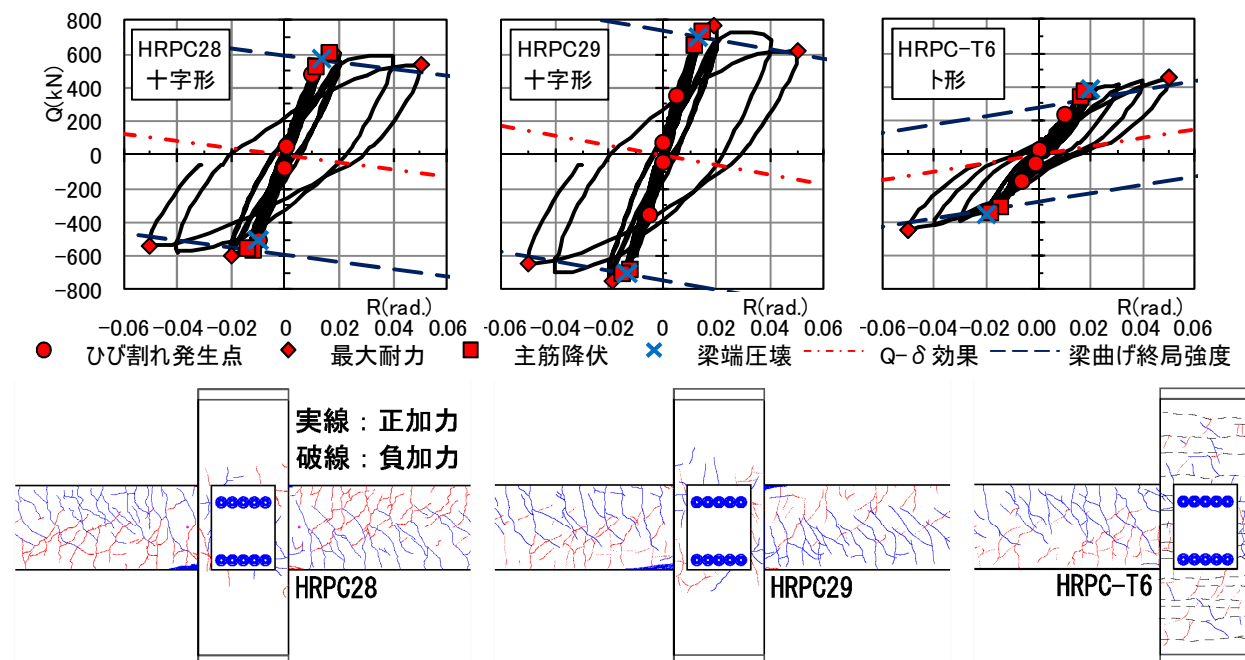 Q(kN)
800
600
400
200
0
-200
-400
-600
-800
HRPC28
十字形
R(rad.)
-0.06 -0.04 -0.02 0 0.02 0.04 0.06
HRPC29
十字形
R(rad.)
-0.06 -0.04 -0.02 0 0.02 0.04 0.06
HRPC-T6
ト形
R(rad.)
-0.06 -0.04 -0.02 0.00 0.02 0.04 0.06
ひび割れ発生点 最大耐力 主筋降伏 梁端圧壊 Q-δ効果 梁曲げ終局強度
実線：正加力
破線：負加力
HRPC28
HRPC29
HRPC-T6